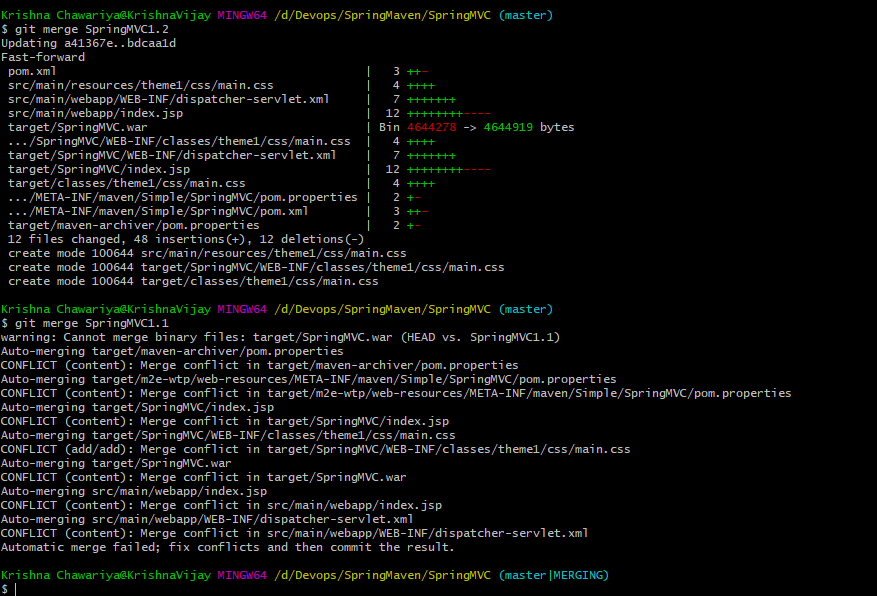 Krishna Chawariya@KrishnaVijay MINGW64 /d/Devops/SpringMaven/SpringMVC (master)
$ git merge SpringMVC1.2
Updating a41367e..bdcaa1d
Fast-forward
 pom.xml                                            |   3 ++-
 src/main/resources/theme1/css/main.css             |   4 ++++
 src/main/webapp/WEB-INF/dispatcher-servlet.xml     |   7 +++++++
 src/main/webapp/index.jsp                          |  12 ++++++++----
 target/SpringMVC.war                               | Bin 4644278 -> 4644919 bytes
 .../SpringMVC/WEB-INF/classes/theme1/css/main.css  |   4 ++++
 target/SpringMVC/WEB-INF/dispatcher-servlet.xml    |   7 +++++++
 target/SpringMVC/index.jsp                         |  12 ++++++++----
 target/classes/theme1/css/main.css                 |   4 ++++
 .../META-INF/maven/Simple/SpringMVC/pom.properties |   2 +-
 .../META-INF/maven/Simple/SpringMVC/pom.xml        |   3 ++-
 target/maven-archiver/pom.properties               |   2 +-
 12 files changed, 48 insertions(+), 12 deletions(-)
 create mode 100644 src/main/resources/theme1/css/main.css
 create mode 100644 target/SpringMVC/WEB-INF/classes/theme1/css/main.css
 create mode 100644 target/classes/theme1/css/main.css
Krishna Chawariya@KrishnaVijay MINGW64 /d/Devops/SpringMaven/SpringMVC (master)
$ git merge SpringMVC1.1
warning: Cannot merge binary files: target/SpringMVC.war (HEAD vs. SpringMVC1.1)
Auto-merging target/maven-archiver/pom.properties
CONFLICT (content): Merge conflict in target/maven-archiver/pom.properties
Auto-merging target/m2e-wtp/web-resources/META-INF/maven/Simple/SpringMVC/pom.properties
CONFLICT (content): Merge conflict in target/m2e-wtp/web-resources/META-INF/maven/Simple/SpringMVC/pom.properties
Auto-merging target/SpringMVC/index.jsp
CONFLICT (content): Merge conflict in target/SpringMVC/index.jsp
Auto-merging target/SpringMVC/WEB-INF/classes/theme1/css/main.css
CONFLICT (add/add): Merge conflict in target/SpringMVC/WEB-INF/classes/theme1/css/main.css
Auto-merging target/SpringMVC.war
CONFLICT (content): Merge conflict in target/SpringMVC.war
Auto-merging src/main/webapp/index.jsp
CONFLICT (content): Merge conflict in src/main/webapp/index.jsp
Auto-merging src/main/webapp/WEB-INF/dispatcher-servlet.xml
CONFLICT (content): Merge conflict in src/main/webapp/WEB-INF/dispatcher-servlet.xml
Automatic merge failed; fix conflicts and then commit the result.
Krishna Chawariya@KrishnaVijay MINGW64 /d/Devops/SpringMaven/SpringMVC (master|MERGING)
$